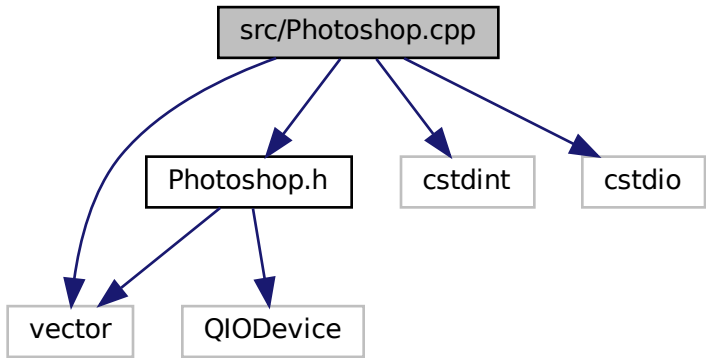 src/Photoshop.cpp
Photoshop.h
cstdint
cstdio
vector
QIODevice